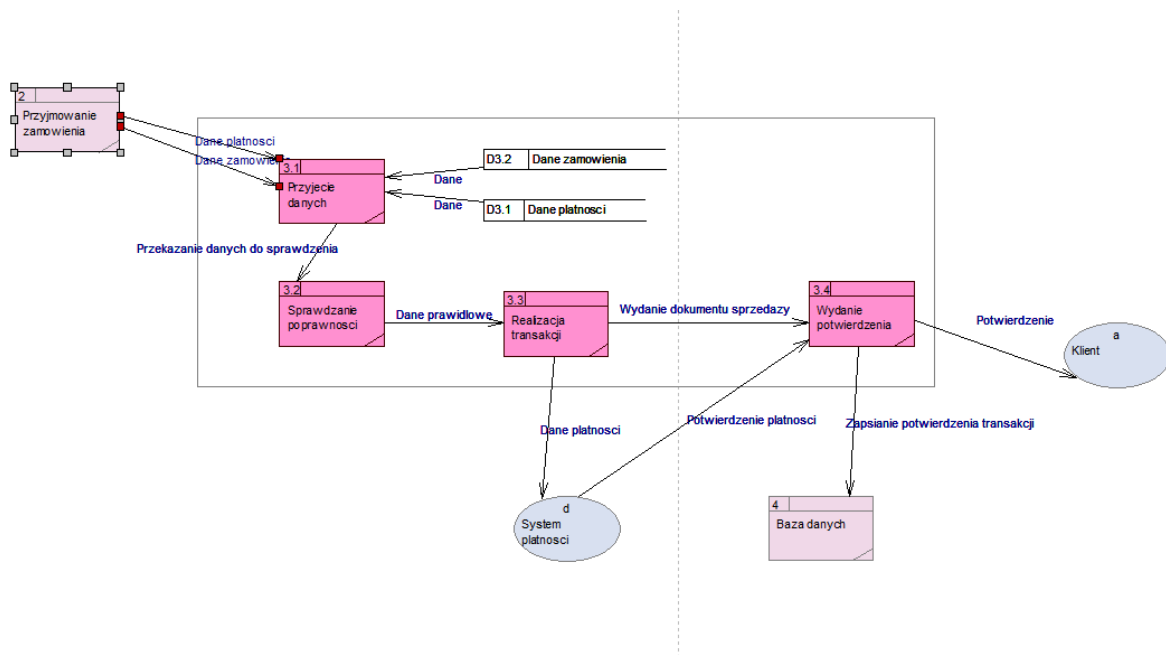 2
Przyjmowanie
zamowienia
Dane platnosci
Dane zamowienia
3.1
Przyjecie
danych
D3.2 Dane zamowienia
Dane
Dane
D3.1 Dane platnosci
Przekazanie danych do sprawdzenia
3.2
Sprawdzanie
poprawnosci
Dane prawidlowe
3.3
Realizacja
transakcji
Wydanie dokumentu sprzedazy
3.4
Wydanie
potwierdzenia
Potwierdzenie
a
Klient
Dane platnosci
Potwierdzenie platnosci
Zapsianie potwierdzenia transakcji
d
System
platnosci
4
Baza danych